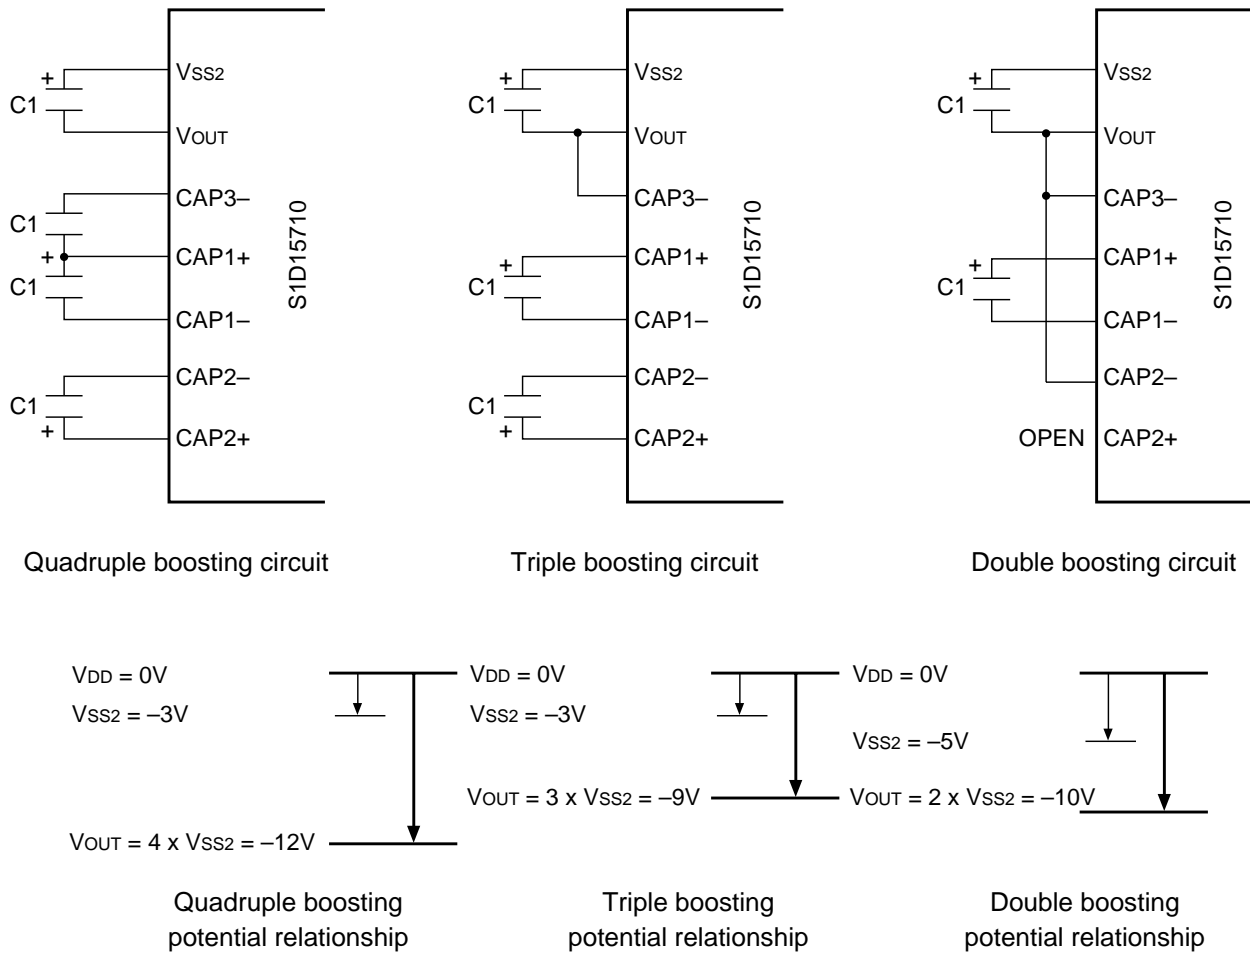 VSS2
+
C1
VOUT
CAP3–
C1
+
CAP1+
C1
CAP1–
CAP2–
C1
+
CAP2+
S1D15710
VSS2
+
C1
VOUT
CAP3–
CAP1+
+
C1
CAP1–
CAP2–
C1
+
CAP2+
S1D15710
VSS2
+
C1
VOUT
CAP3–
CAP1+
+
C1
CAP1–
CAP2–
OPEN CAP2+
S1D15710
Quadruple boosting circuit
Triple boosting circuit
Double boosting circuit
VDD = 0V
VSS2 = –3V
VOUT = 4 x VSS2 = –12V
Quadruple boosting
potential relationship
VDD = 0V
VSS2 = –3V
VOUT = 3 x VSS2 = –9V
Triple boosting
potential relationship
VDD = 0V
VSS2 = –5V
VOUT = 2 x VSS2 = –10V
Double boosting
potential relationship